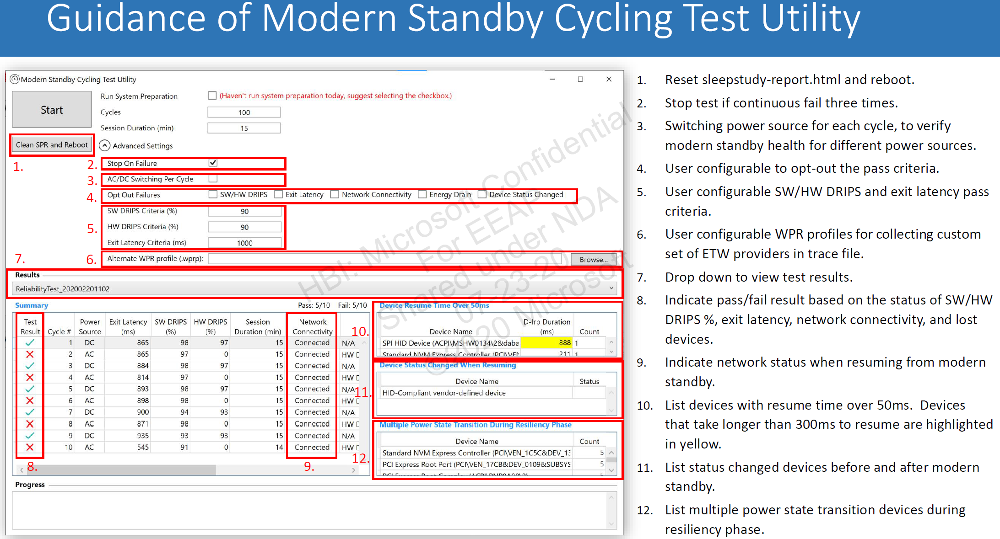 Guidance of Modern Standby Cycling Test Utility
Modern Standby Cycling Test Utility
Start
Run System Preparation
(Haven't run system preparation today, suggest selecting the checkbox.)
Cycles 100
Session Duration (min) 15
Clean SPR and Reboot
Advanced Settings
1.
2. Stop On Failure
3. AC/DC Switching Per Cycle
4. Opt Out Failures SW/HW DRIPS Exit Latency Network Connectivity Energy Drain Device Status Changed
5.
SW DRIPS Criteria (%) 90
HW DRIPS Criteria (%) 90
Exit Latency Criteria (ms) 1000
6. Alternate WPR profile (.wprp): Browse...
7.
Results
ReliabilityTest_202002201102
Summary Pass: 5/10 Fail: 5/10
Test Result Cycle # Power Source Exit Latency (ms) SW DRIPS (%) HW DRIPS (%) Session Duration (min) Network Connectivity
1 DC 865 98 97 15 Connected N/A
2 AC 865 97 0 15 Connected HW
3 DC 884 98 97 15 Connected N/A
4 AC 814 97 0 15 Connected HW
5 DC 893 98 97 15 Connected N/A
6 AC 898 98 0 15 Connected HW
7 DC 900 94 93 15 Connected N/A
8 AC 871 98 0 15 Connected HW
9 DC 935 93 93 15 Connected N/A
10 AC 545 91 0 14 Connected HW
8.
9.
10.
Device Resume Time Over 50ms
Device Name D-Irp Duration (ms) Count
SPI HID Device (ACPI\MSHW0134\2&daba 888 1
Standard NVM Express Controller (PCI\VEN 211 1
11.
Device Status Changed When Resuming
Device Name Status
HID-Compliant vendor-defined device
12.
Multiple Power State Transition During Resiliency Phase
Device Name Count
Standard NVM Express Controller (PCI\VEN_1C5C&DEV_13 5
PCI Express Root Port (PCI\VEN_17CB&DEV_0109&SUBSYS 5
PCI Express Root Complex (ACPI\PNP0A08\2) 5
Progress
HBI: Microsoft Confidential
For EEAP
Shared under NDA
07-23-20
©2020 Microsoft
1. Reset sleepstudy-report.html and reboot.
2. Stop test if continuous fail three times.
3. Switching power source for each cycle, to verify
modern standby health for different power sources.
4. User configurable to opt-out the pass criteria.
5. User configurable SW/HW DRIPS and exit latency pass
criteria.
6. User configurable WPR profiles for collecting custom
set of ETW providers in trace file.
7. Drop down to view test results.
8. Indicate pass/fail result based on the status of SW/HW
DRIPS %, exit latency, network connectivity, and lost
devices.
9. Indicate network status when resuming from modern
standby.
10. List devices with resume time over 50ms. Devices
that take longer than 300ms to resume are highlighted
in yellow.
11. List status changed devices before and after modern
standby.
12. List multiple power state transition devices during
resiliency phase.